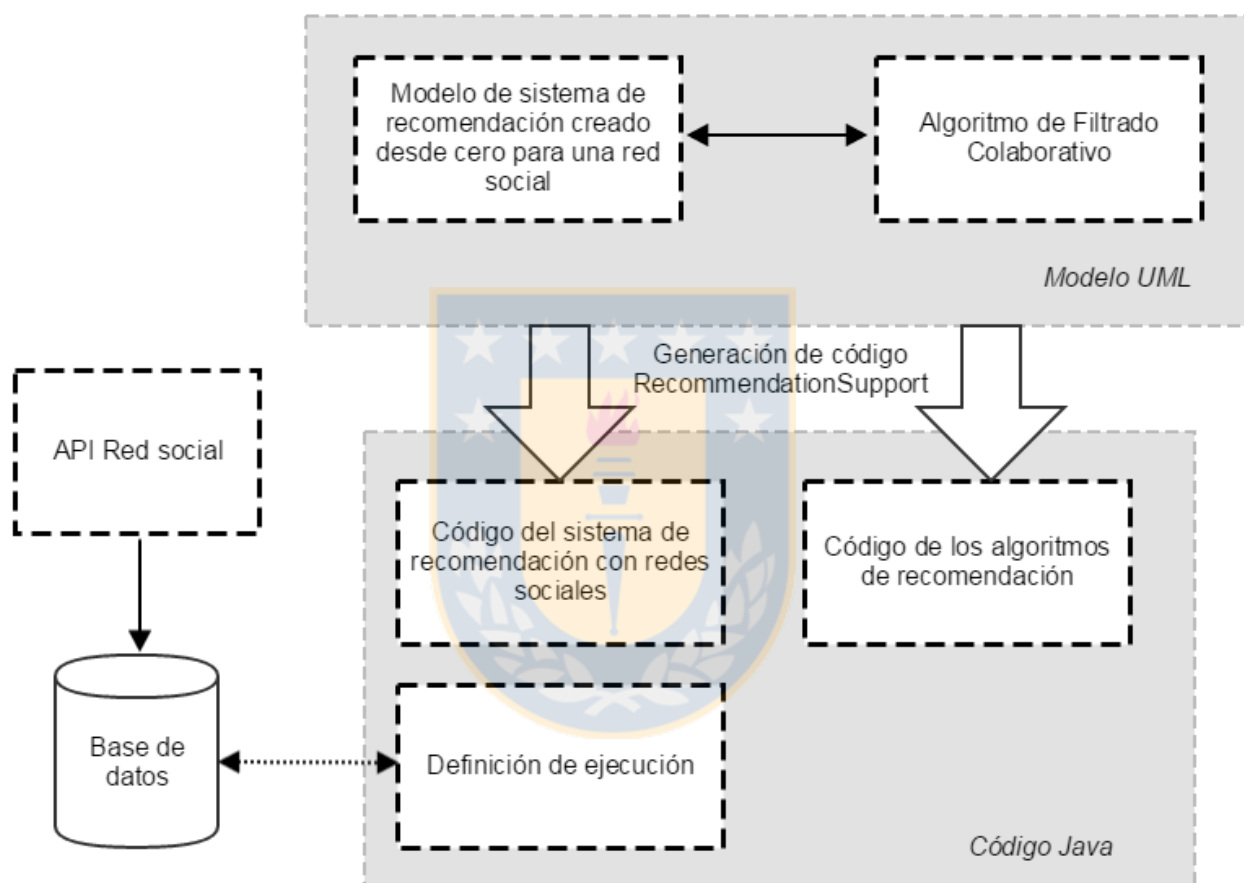 Modelo de sistema de
recomendación creado
desde cero para una red
social
Algoritmo de Filtrado
Colaborativo
Modelo UML
Generación de código
RecommendationSupport
API Red social
Código del sistema de
recomendación con redes
sociales
Código de los algoritmos
de recomendación
Base de
datos
Definición de ejecución
Código Java